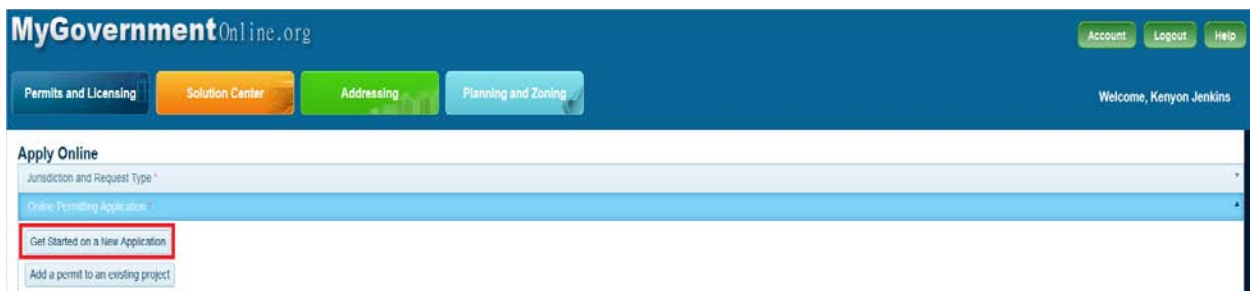 MyGovernmentOnline.org
Account Logout Help
Permits and Licensing Solution Center Addressing Planning and Zoning
Welcome, Kenyon Jenkins
Apply Online
Jurisdiction and Request Type *
Online Permitting Application *
Get Started on a New Application
Add a permit to an existing project